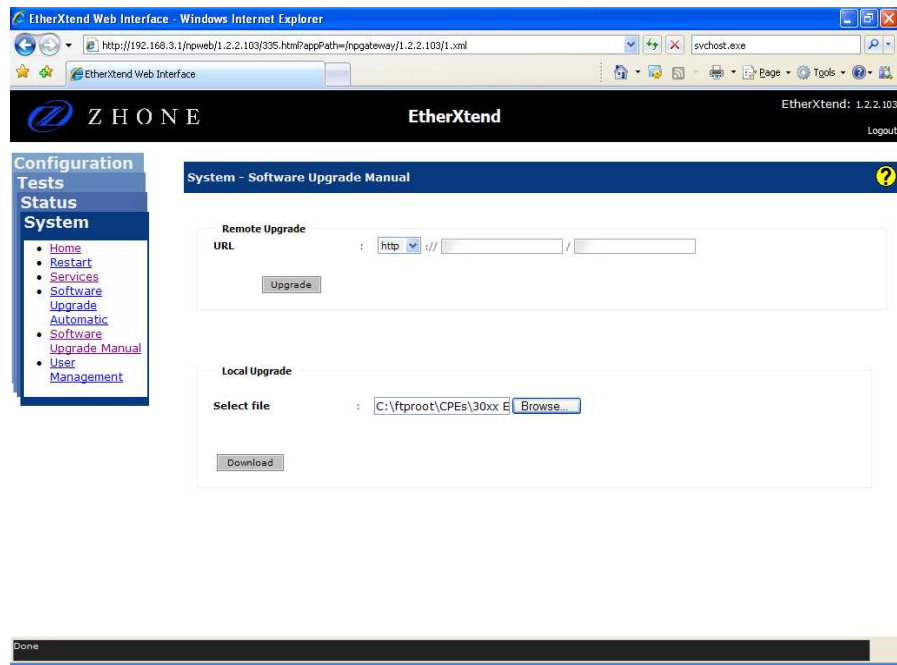 EtherXtend Web Interface - Windows Internet Explorer
http://192.168.3.1/npweb/1.2.2.103/335.html?appPath=/npgateway/1.2.2.103/1.xml
svchost.exe
EtherXtend Web Interface
Page
Tools
ZHONE
EtherXtend
EtherXtend: 1.2.2.103
Logout
Configuration
Tests
Status
System
Home
Restart
Services
Software
Upgrade
Automatic
Software
Upgrade Manual
User
Management
System - Software Upgrade Manual
?
Remote Upgrade
URL : http :// /
Upgrade
Local Upgrade
Select file : C:\ftproot\CPEs\30xx E Browse...
Download
Done